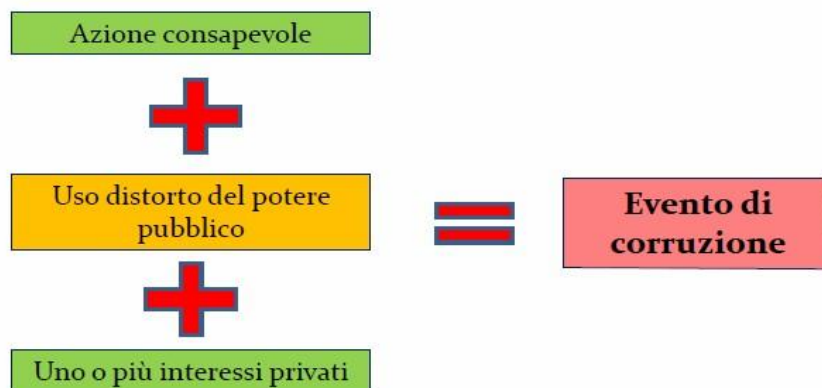 Azione consapevole
Uso distorto del potere
pubblico
Evento di
corruzione
Uno o più interessi privati